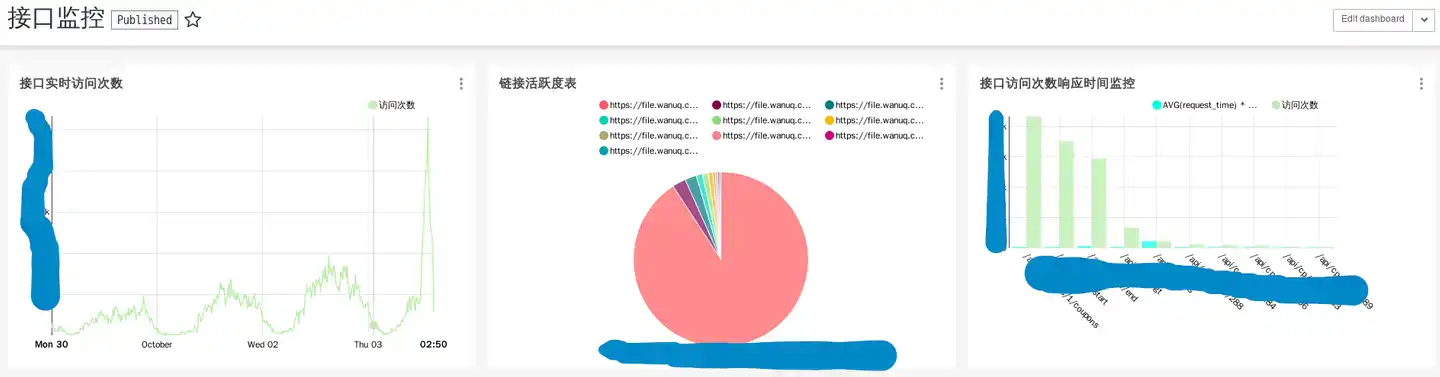 接口监控 Published Edit dashboard
接口实时访问次数
访问次数
k
Mon 30 October Wed 02 Thu 03 02:50
链接活跃度表
https://file.wanuq.c... https://file.wanuq.c... https://file.wanuq.c...
https://file.wanuq.c... https://file.wanuq.c... https://file.wanuq.c...
https://file.wanuq.c... https://file.wanuq.c... https://file.wanuq.c...
https://file.wanuq.c...
接口访问次数响应时间监控
AVG(request_time) * ... 访问次数
/1/coupons
start
/end